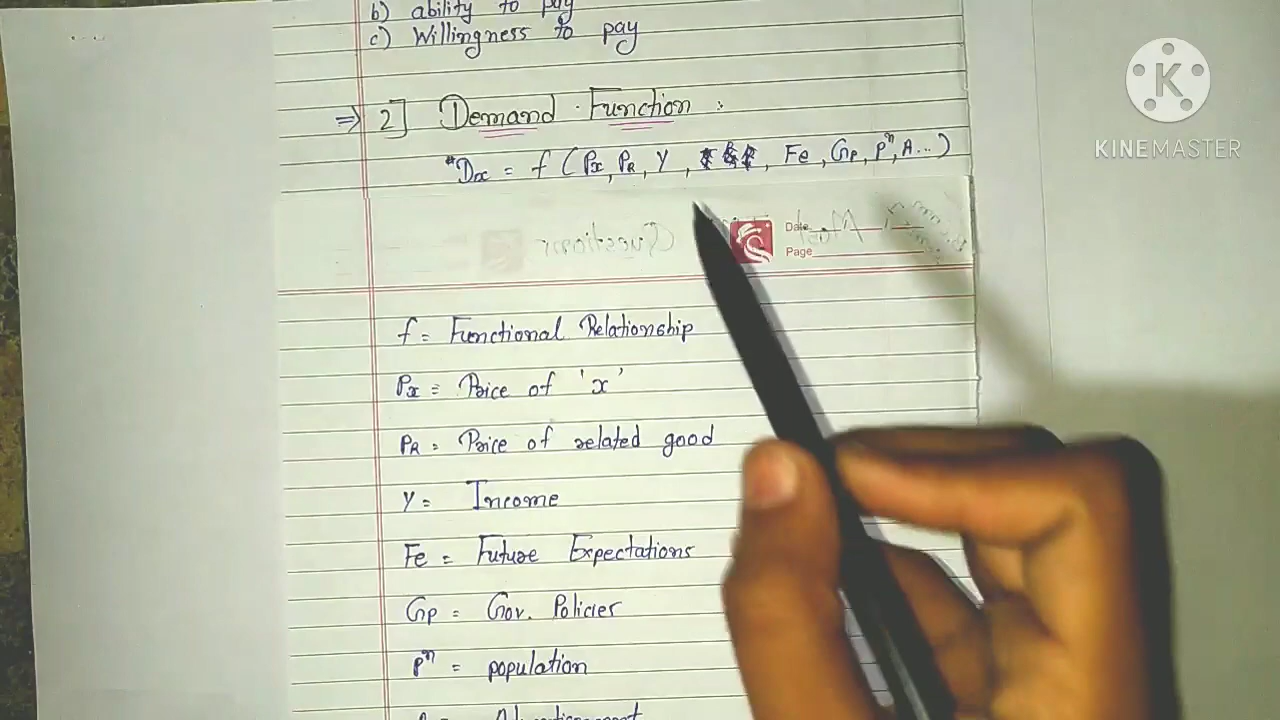 b) ability to pay
c) Willingness to pay
⇒ 2] Demand Function :
*Dx = f (Px, PR, Y, , Fe, Gp, pⁿ, A...)
Questions
Date
Page
f = Functional Relationship
Px = Price of 'x'
PR = Price of related good
Y = Income
Fe = Future Expectations
Gp = Gov. Policies
pⁿ = population
K
KINEMASTER